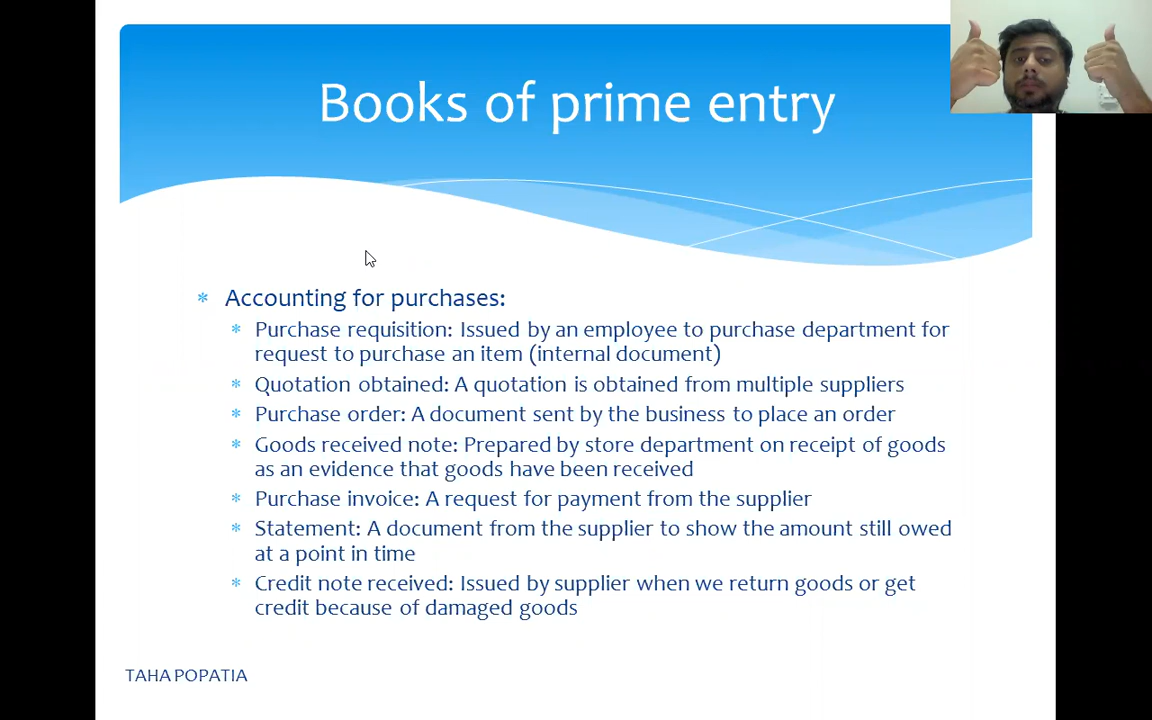 Books of prime entry
Accounting for purchases:
Purchase requisition: Issued by an employee to purchase department for
request to purchase an item (internal document)
Quotation obtained: A quotation is obtained from multiple suppliers
Purchase order: A document sent by the business to place an order
Goods received note: Prepared by store department on receipt of goods
as an evidence that goods have been received
Purchase invoice: A request for payment from the supplier
Statement: A document from the supplier to show the amount still owed
at a point in time
Credit note received: Issued by supplier when we return goods or get
credit because of damaged goods
TAHA POPATIA